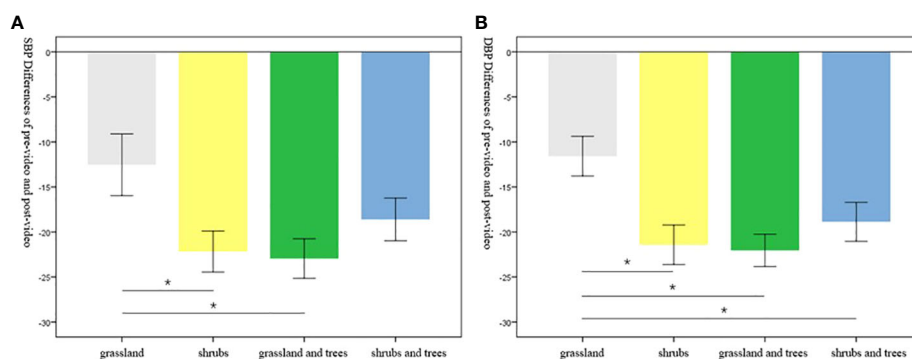 A
SBP Differences of pre-video and post-video
0
-5
-10
-15
-20
-25
-30
*
*
grassland
shrubs
grassland and trees
shrubs and trees
B
DBP Differences of pre-video and post-video
0
-5
-10
-15
-20
-25
-30
*
*
*
grassland
shrubs
grassland and trees
shrubs and trees